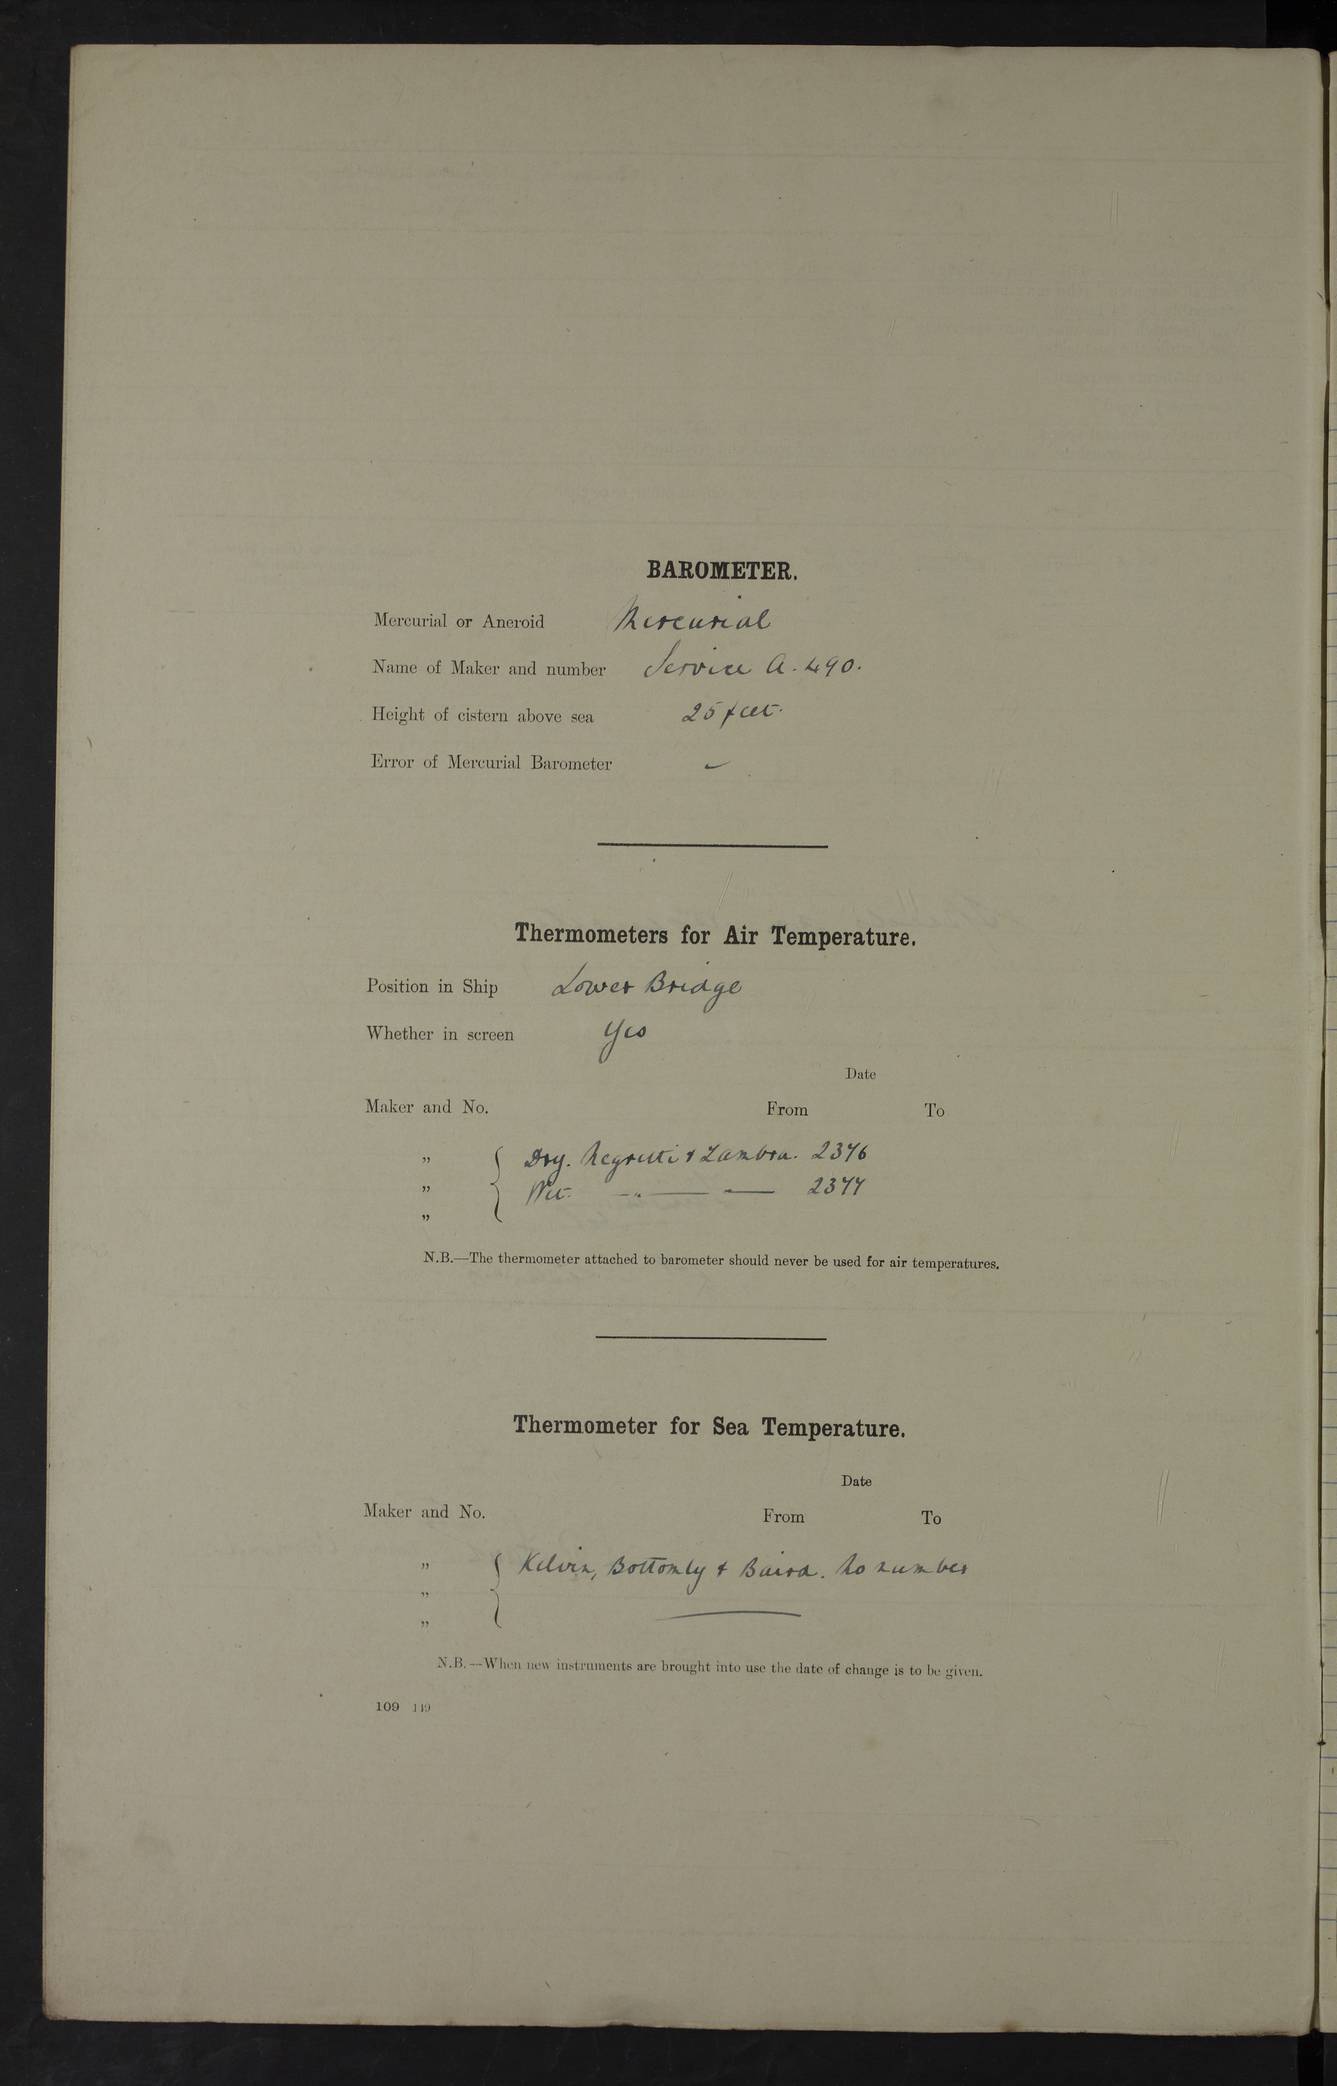 BAROMETER.
Mercurial or Aneroid Mercurial
Name of Maker and number Service A. 490.
Height of cistern above sea 25 feet.
Error of Mercurial Barometer -
Thermometers for Air Temperature.
Position in Ship Lower Bridge
Whether in screen Yes
Date
Maker and No. From To
„ { Dry. Negretti & Zambra. 2376
„ Wet. —„— — 2377
„
N.B.—The thermometer attached to barometer should never be used for air temperatures.
Thermometer for Sea Temperature.
Date
Maker and No. From To
„ { Kelvin, Bottomly & Baird. No number
„
„
N.B.—When new instruments are brought into use the date of change is to be given.
109 149